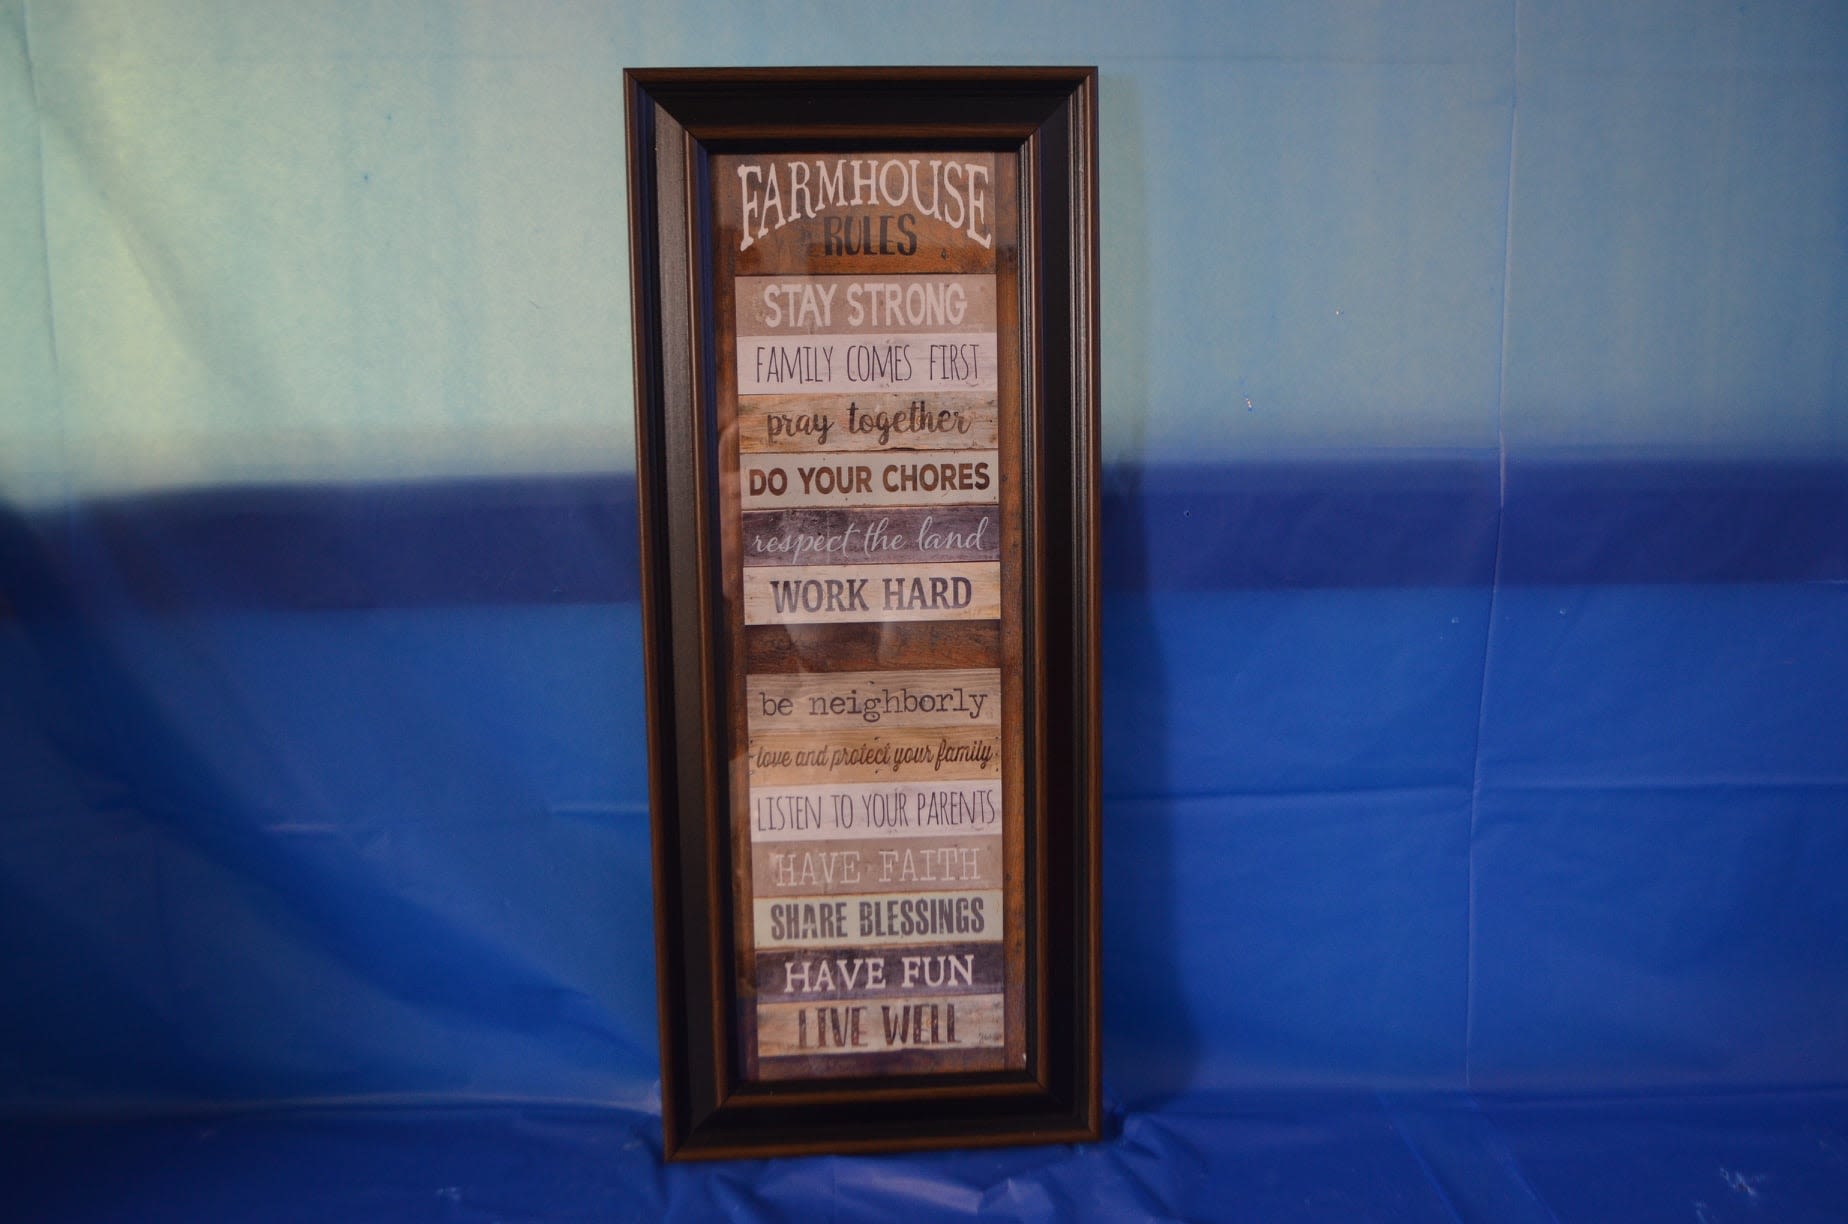 FARMHOUSE
RULES
STAY STRONG
FAMILY COMES FIRST
pray together
DO YOUR CHORES
respect the land
WORK HARD
be neighborly
love and protect your family
LISTEN TO YOUR PARENTS
HAVE FAITH
SHARE BLESSINGS
HAVE FUN
LIVE WELL